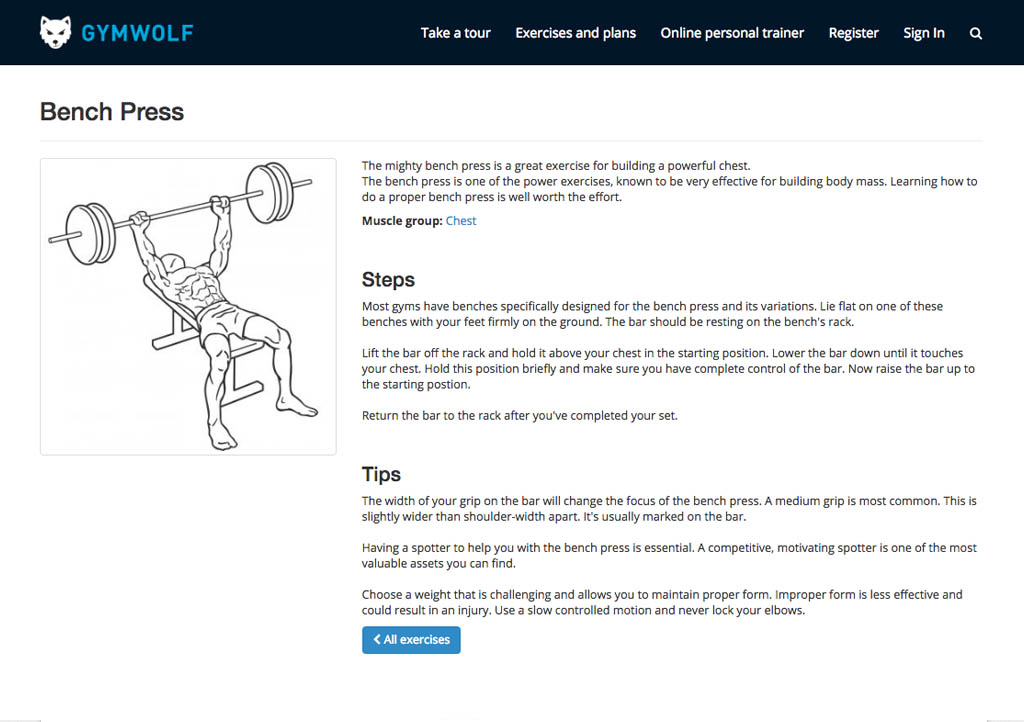 GYMWOLF
Take a tour
Exercises and plans
Online personal trainer
Register
Sign In
Bench Press
The mighty bench press is a great exercise for building a powerful chest.
The bench press is one of the power exercises, known to be very effective for building body mass. Learning how to
do a proper bench press is well worth the effort.
Muscle group: Chest
Steps
Most gyms have benches specifically designed for the bench press and its variations. Lie flat on one of these
benches with your feet firmly on the ground. The bar should be resting on the bench's rack.
Lift the bar off the rack and hold it above your chest in the starting position. Lower the bar down until it touches
your chest. Hold this position briefly and make sure you have complete control of the bar. Now raise the bar up to
the starting postion.
Return the bar to the rack after you've completed your set.
Tips
The width of your grip on the bar will change the focus of the bench press. A medium grip is most common. This is
slightly wider than shoulder-width apart. It's usually marked on the bar.
Having a spotter to help you with the bench press is essential. A competitive, motivating spotter is one of the most
valuable assets you can find.
Choose a weight that is challenging and allows you to maintain proper form. Improper form is less effective and
could result in an injury. Use a slow controlled motion and never lock your elbows.
All exercises